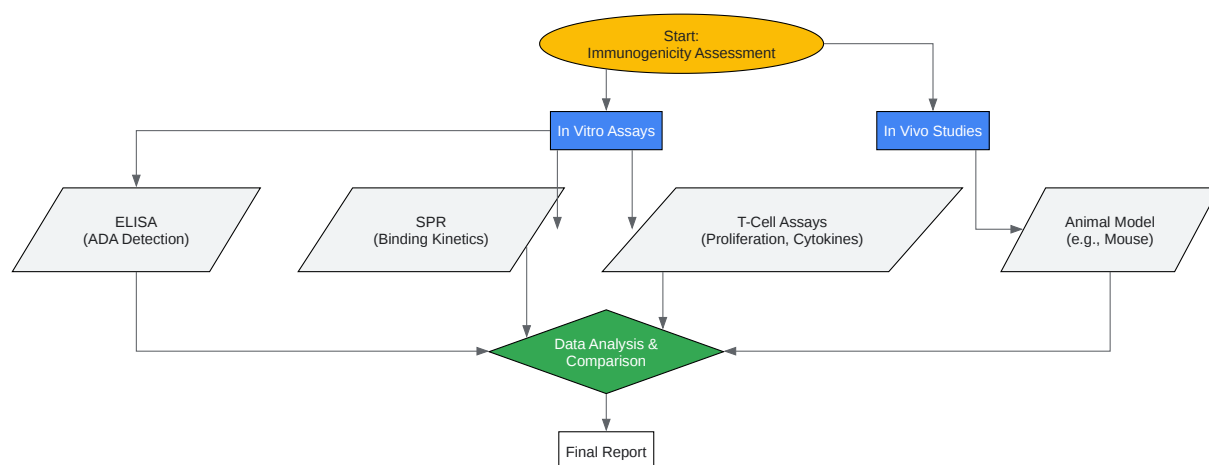 Start:
Immunogenicity Assessment
In Vitro Assays
In Vivo Studies
ELISA
(ADA Detection)
SPR
(Binding Kinetics)
T-Cell Assays
(Proliferation, Cytokines)
Animal Model
(e.g., Mouse)
Data Analysis &
Comparison
Final Report